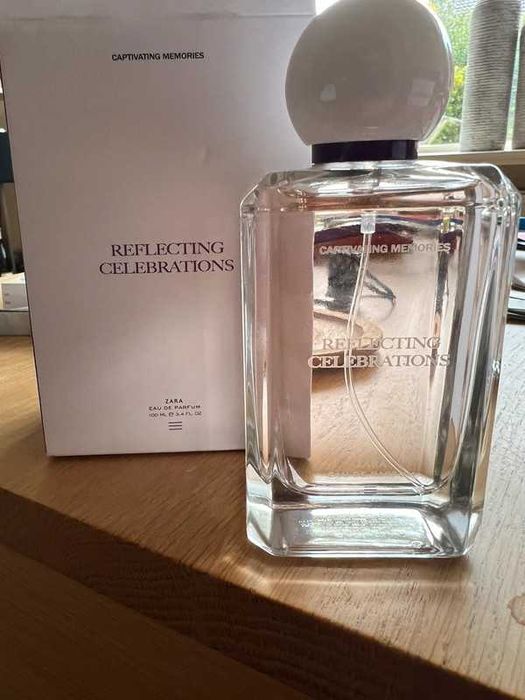 CAPTIVATING MEMORIES
REFLECTING
CELEBRATIONS
ZARA
EAU DE PARFUM
100 ML ℮ 3.4 FL. OZ
CAPTIVATING MEMORIES
REFLECTING
CELEBRATIONS